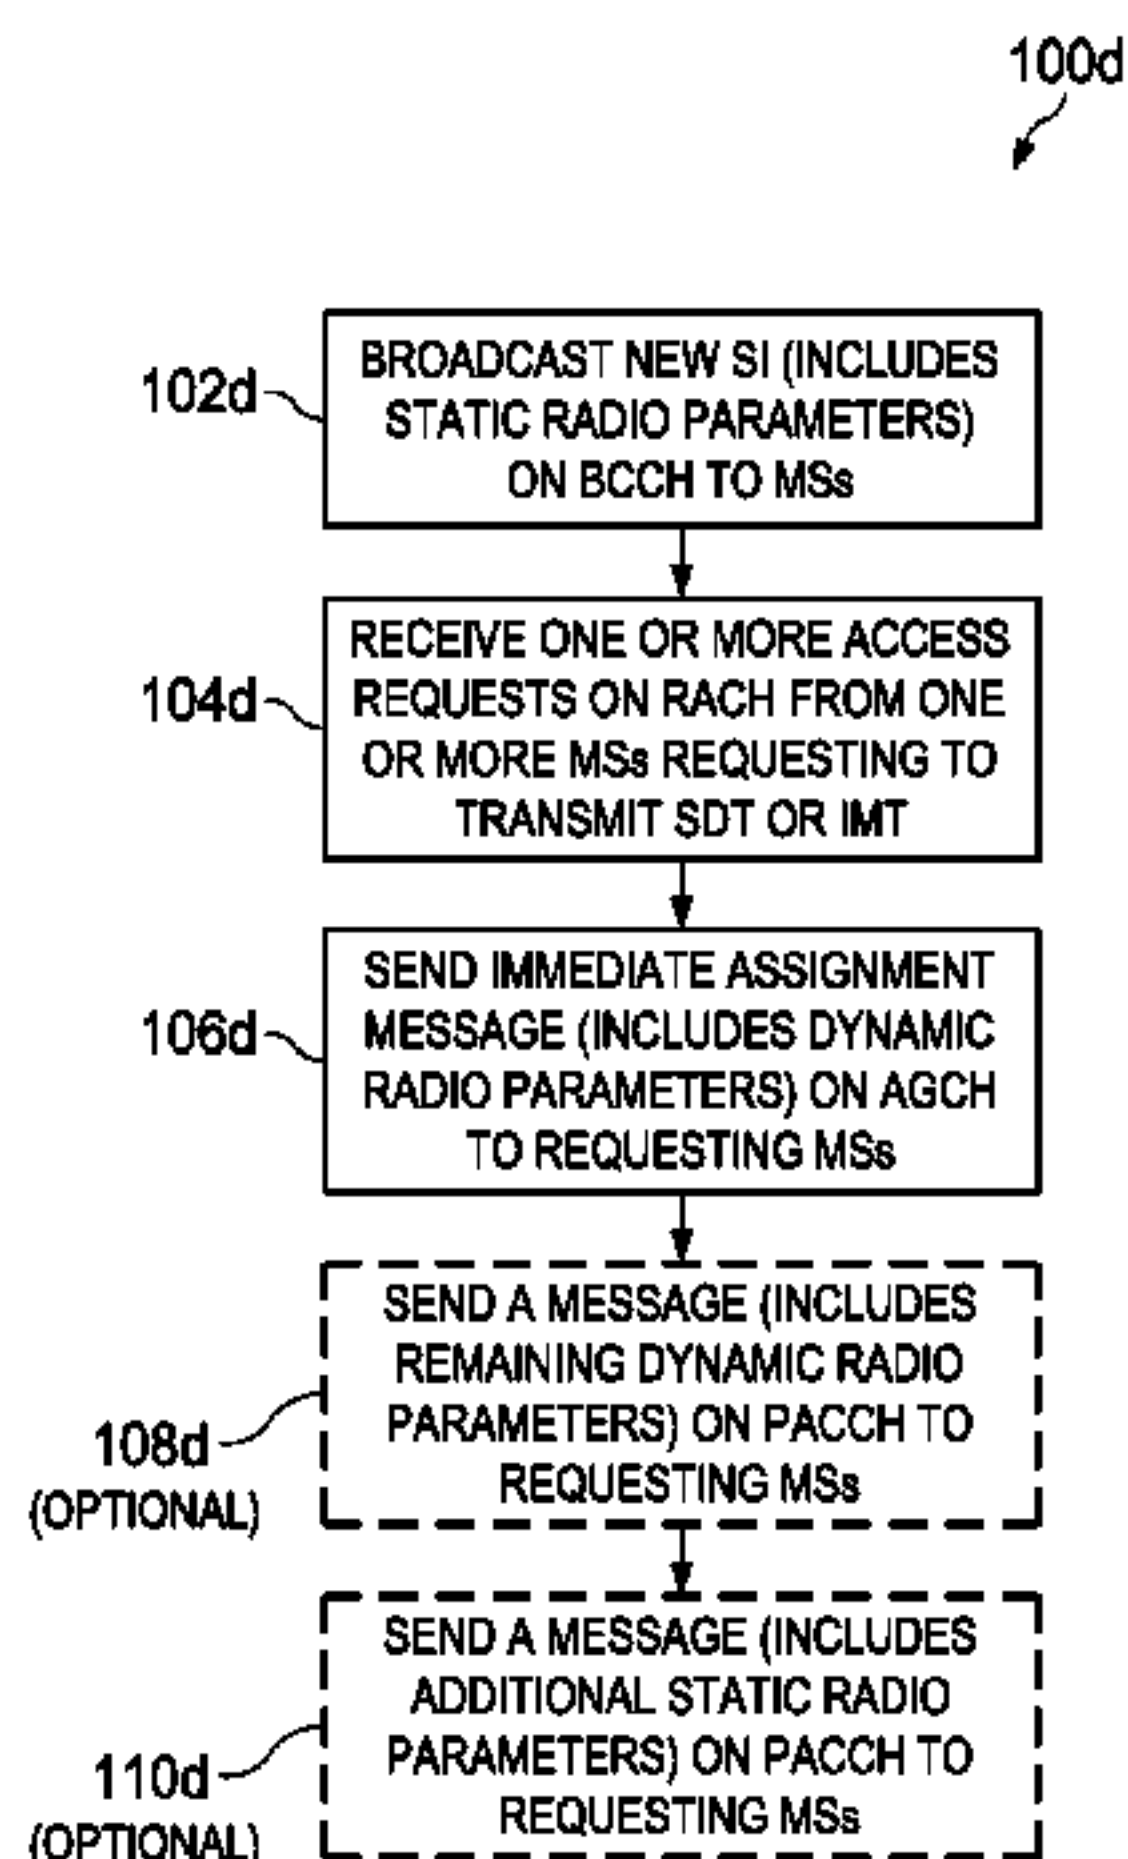 100d
102d
BROADCAST NEW SI (INCLUDES
STATIC RADIO PARAMETERS)
ON BCCH TO MSs
104d
RECEIVE ONE OR MORE ACCESS
REQUESTS ON RACH FROM ONE
OR MORE MSs REQUESTING TO
TRANSMIT SDT OR IMT
106d
SEND IMMEDIATE ASSIGNMENT
MESSAGE (INCLUDES DYNAMIC
RADIO PARAMETERS) ON AGCH
TO REQUESTING MSs
108d
(OPTIONAL)
SEND A MESSAGE (INCLUDES
REMAINING DYNAMIC RADIO
PARAMETERS) ON PACCH TO
REQUESTING MSs
110d
(OPTIONAL)
SEND A MESSAGE (INCLUDES
ADDITIONAL STATIC RADIO
PARAMETERS) ON PACCH TO
REQUESTING MSs